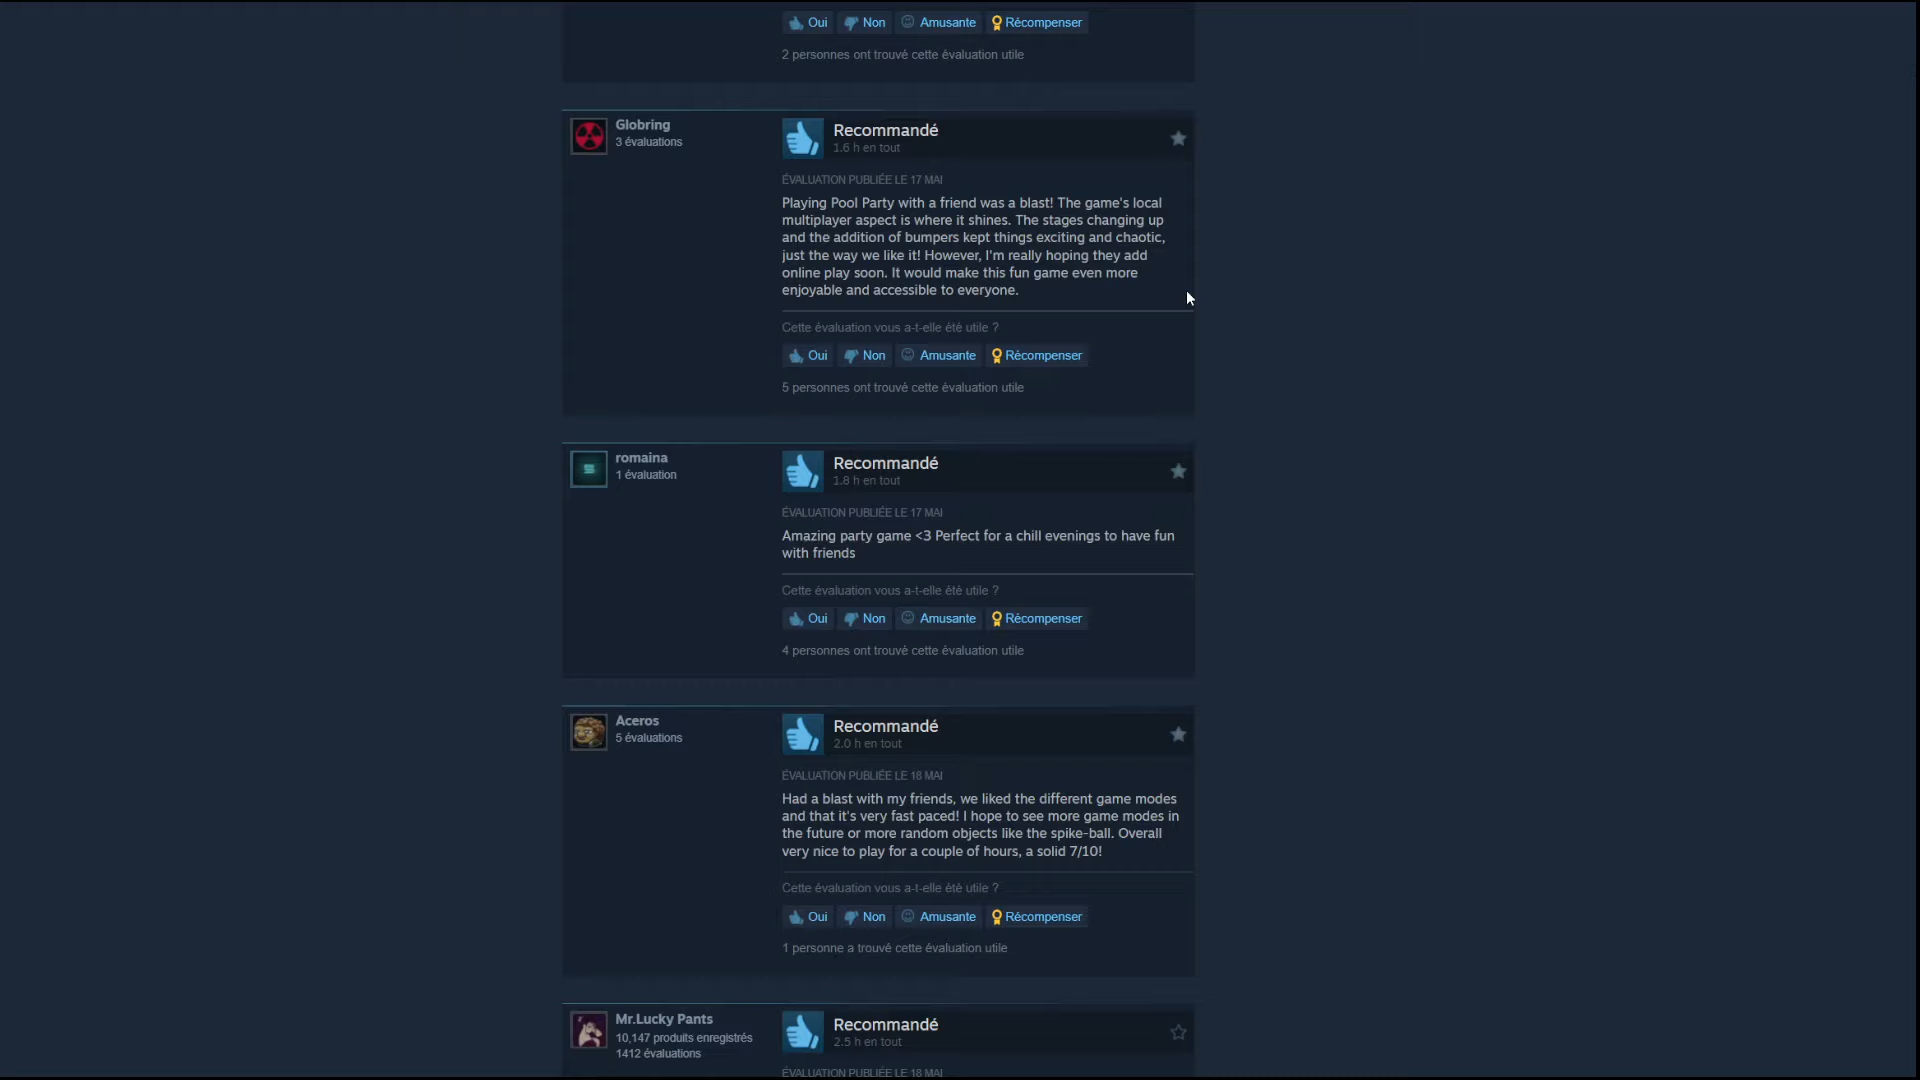 Oui Non Amusante Récompenser
2 personnes ont trouvé cette évaluation utile
Globring
3 évaluations
Recommandé
1.6 h en tout
ÉVALUATION PUBLIÉE LE 17 MAI
Playing Pool Party with a friend was a blast! The game's local
multiplayer aspect is where it shines. The stages changing up
and the addition of bumpers kept things exciting and chaotic,
just the way we like it! However, I'm really hoping they add
online play soon. It would make this fun game even more
enjoyable and accessible to everyone.
Cette évaluation vous a-t-elle été utile ?
Oui Non Amusante Récompenser
5 personnes ont trouvé cette évaluation utile
romaina
1 évaluation
Recommandé
1.8 h en tout
ÉVALUATION PUBLIÉE LE 17 MAI
Amazing party game <3 Perfect for a chill evenings to have fun
with friends
Cette évaluation vous a-t-elle été utile ?
Oui Non Amusante Récompenser
4 personnes ont trouvé cette évaluation utile
Aceros
5 évaluations
Recommandé
2.0 h en tout
ÉVALUATION PUBLIÉE LE 18 MAI
Had a blast with my friends, we liked the different game modes
and that it's very fast paced! I hope to see more game modes in
the future or more random objects like the spike-ball. Overall
very nice to play for a couple of hours, a solid 7/10!
Cette évaluation vous a-t-elle été utile ?
Oui Non Amusante Récompenser
1 personne a trouvé cette évaluation utile
Mr.Lucky Pants
10,147 produits enregistrés
1412 évaluations
Recommandé
2.5 h en tout
ÉVALUATION PUBLIÉE LE 18 MAI